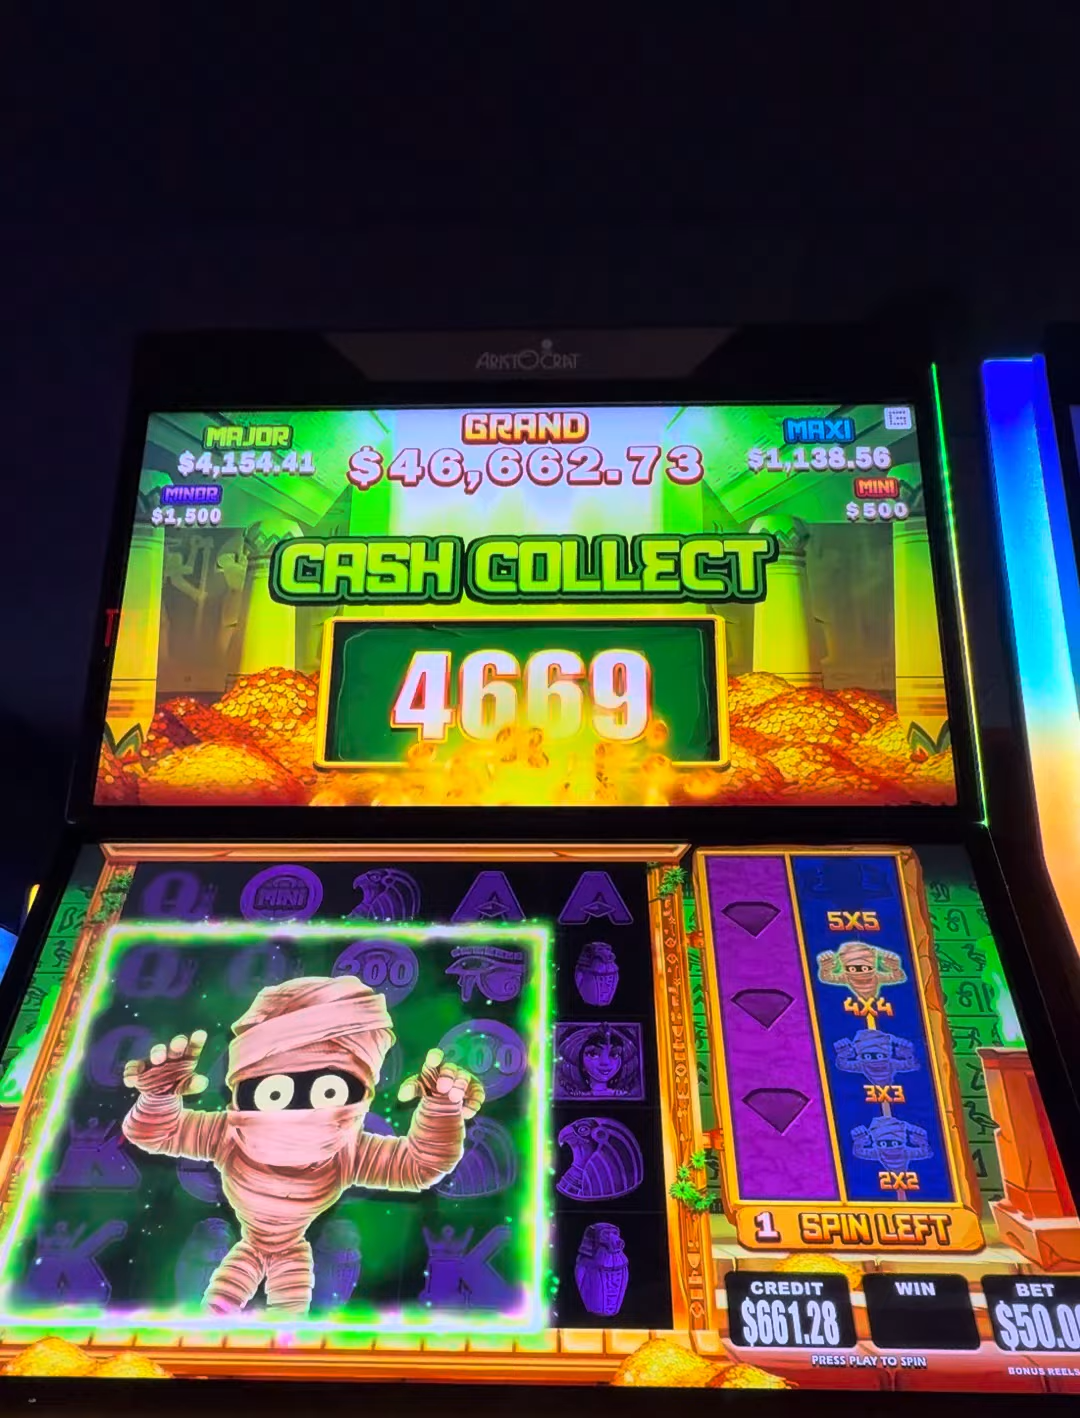 ARISTOCRAT
MAJOR
$4,154.41
GRAND
$46,662.73
MAXI
$1,138.56
MINOR
$1,500
MINI
$500
CASH COLLECT
4669
Q
MINI
A
A
Q
Q
200
Q
200
K
K
K
5X5
4X4
3X3
2X2
1 SPIN LEFT
CREDIT
$661.28
WIN
BET
PRESS PLAY TO SPIN
BONUS REELS